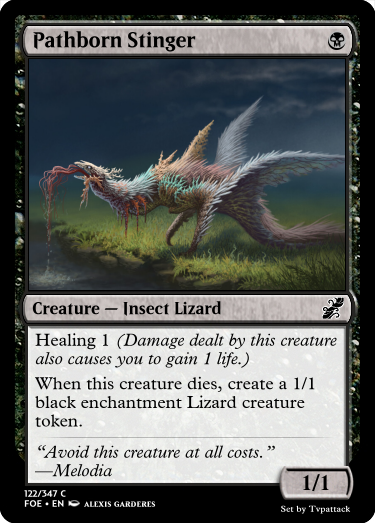 Pathborn Stinger
Creature — Insect Lizard
Healing 1 (Damage dealt by this creature
also causes you to gain 1 life.)
When this creature dies, create a 1/1
black enchantment Lizard creature
token.
“Avoid this creature at all costs.”
—Melodia
1/1
122/347 C
FOE • EN ALEXIS GARDERES
Set by Tvpattack